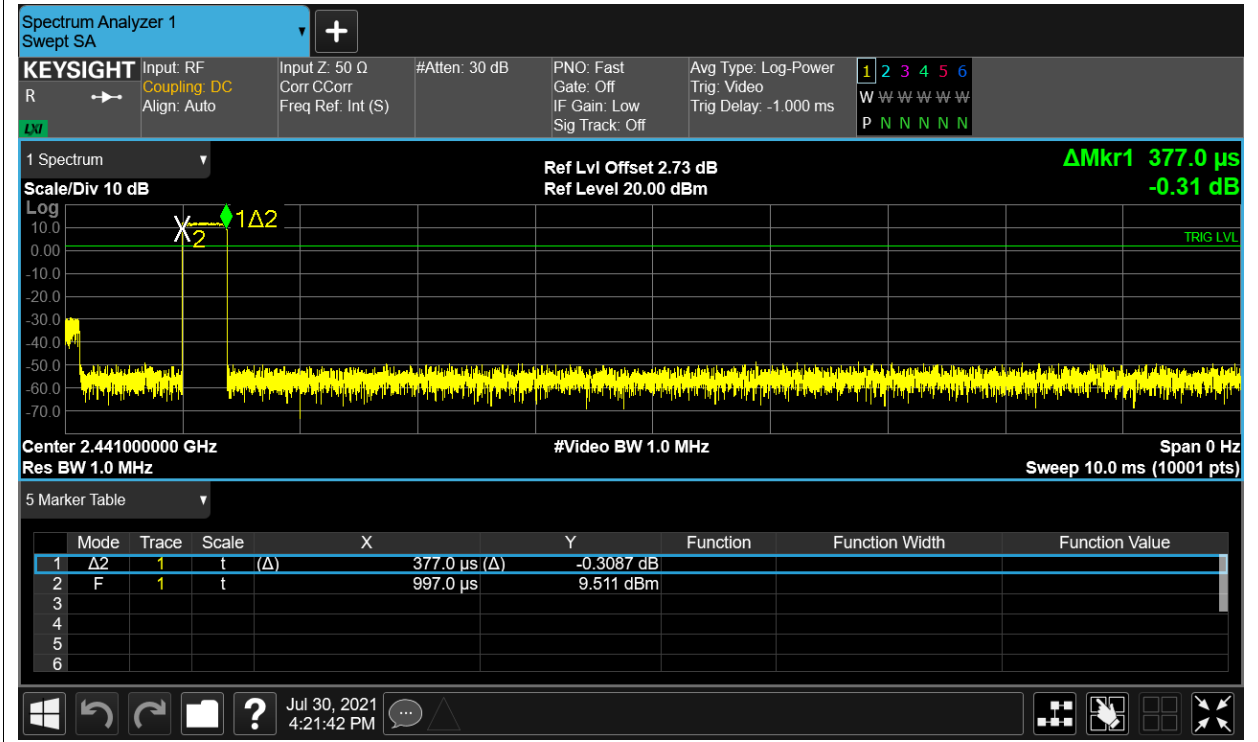 Spectrum Analyzer 1
Swept SA
KEYSIGHT Input: RF Input Z: 50 Ω #Atten: 30 dB PNO: Fast Avg Type: Log-Power 1 2 3 4 5 6
R Coupling: DC Corr CCorr Gate: Off Trig: Video W W W W W W
Align: Auto Freq Ref: Int (S) IF Gain: Low Trig Delay: -1.000 ms
LXI Sig Track: Off P N N N N N
1 Spectrum Ref Lvl Offset 2.73 dB ΔMkr1 377.0 µs
Scale/Div 10 dB Ref Level 20.00 dBm -0.31 dB
Log
1Δ2
10.0
2
TRIG LVL
0.00
-10.0
-20.0
-30.0
-40.0
-50.0
-60.0
-70.0
Center 2.441000000 GHz #Video BW 1.0 MHz Span 0 Hz
Res BW 1.0 MHz Sweep 10.0 ms (10001 pts)
5 Marker Table
Mode Trace Scale X Y Function Function Width Function Value
1 Δ2 1 t (Δ) 377.0 µs (Δ) -0.3087 dB
2 F 1 t 997.0 µs 9.511 dBm
3
4
5
6
? Jul 30, 2021
4:21:42 PM